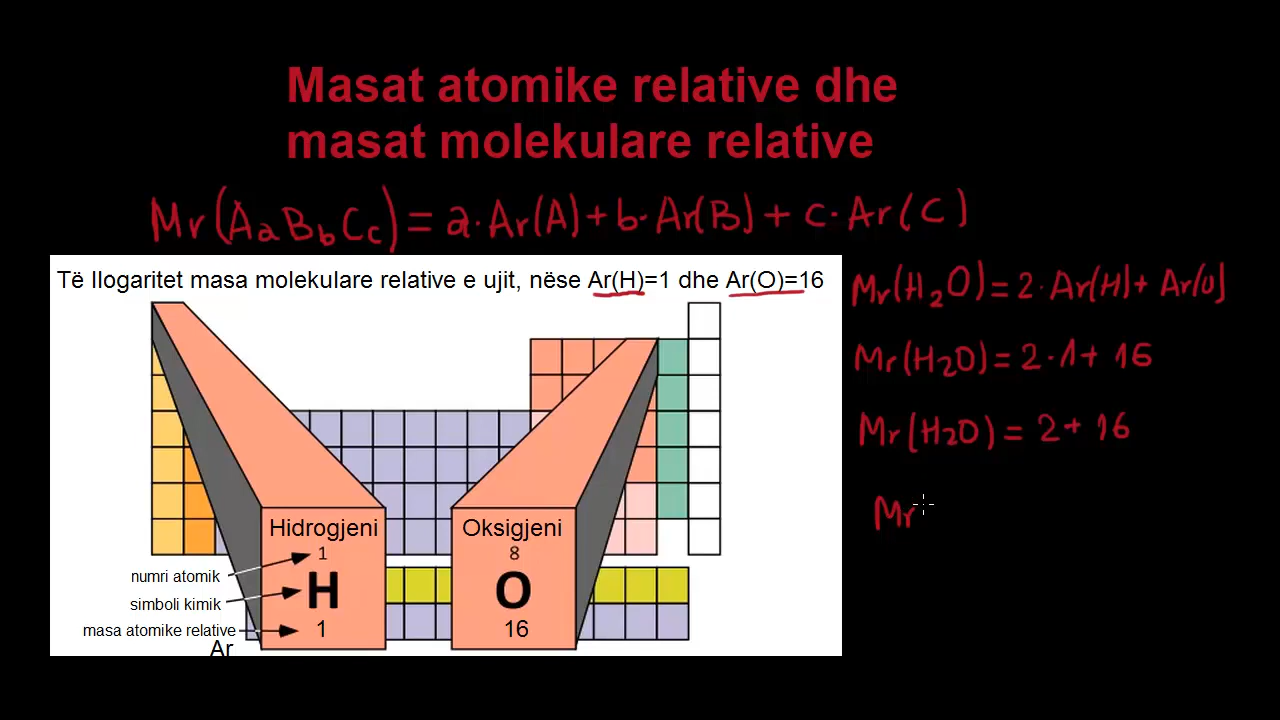 Masat atomike relative dhe
masat molekulare relative
Mr(AaBbCc) = a·Ar(A)+b·Ar(B)+c·Ar(C)
Të llogaritet masa molekulare relative e ujit, nëse Ar(H)=1 dhe Ar(O)=16
Mr(H₂O)=2·Ar(H)+Ar(O)
Mr(H₂O)=2·1+16
Mr(H₂O)=2+16
Mr
Hidrogjeni
1
H
1
Oksigjeni
8
O
16
numri atomik
simboli kimik
masa atomike relative
Ar